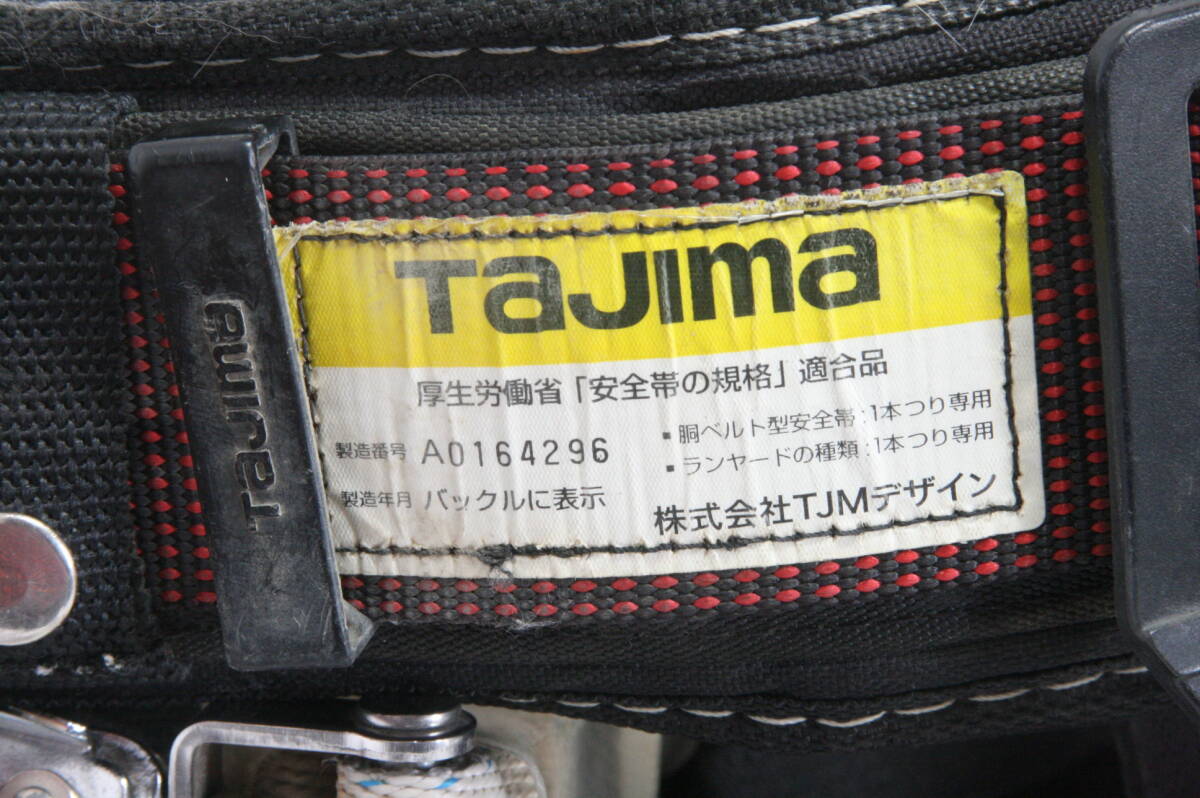 Tajima
Tajima
厚生労働省「安全帯の規格」適合品
製造番号 A0164296
製造年月 バックルに表示
▪ 胴ベルト型安全帯:1本つり専用
▪ ランヤードの種類:1本つり専用
株式会社TJMデザイン